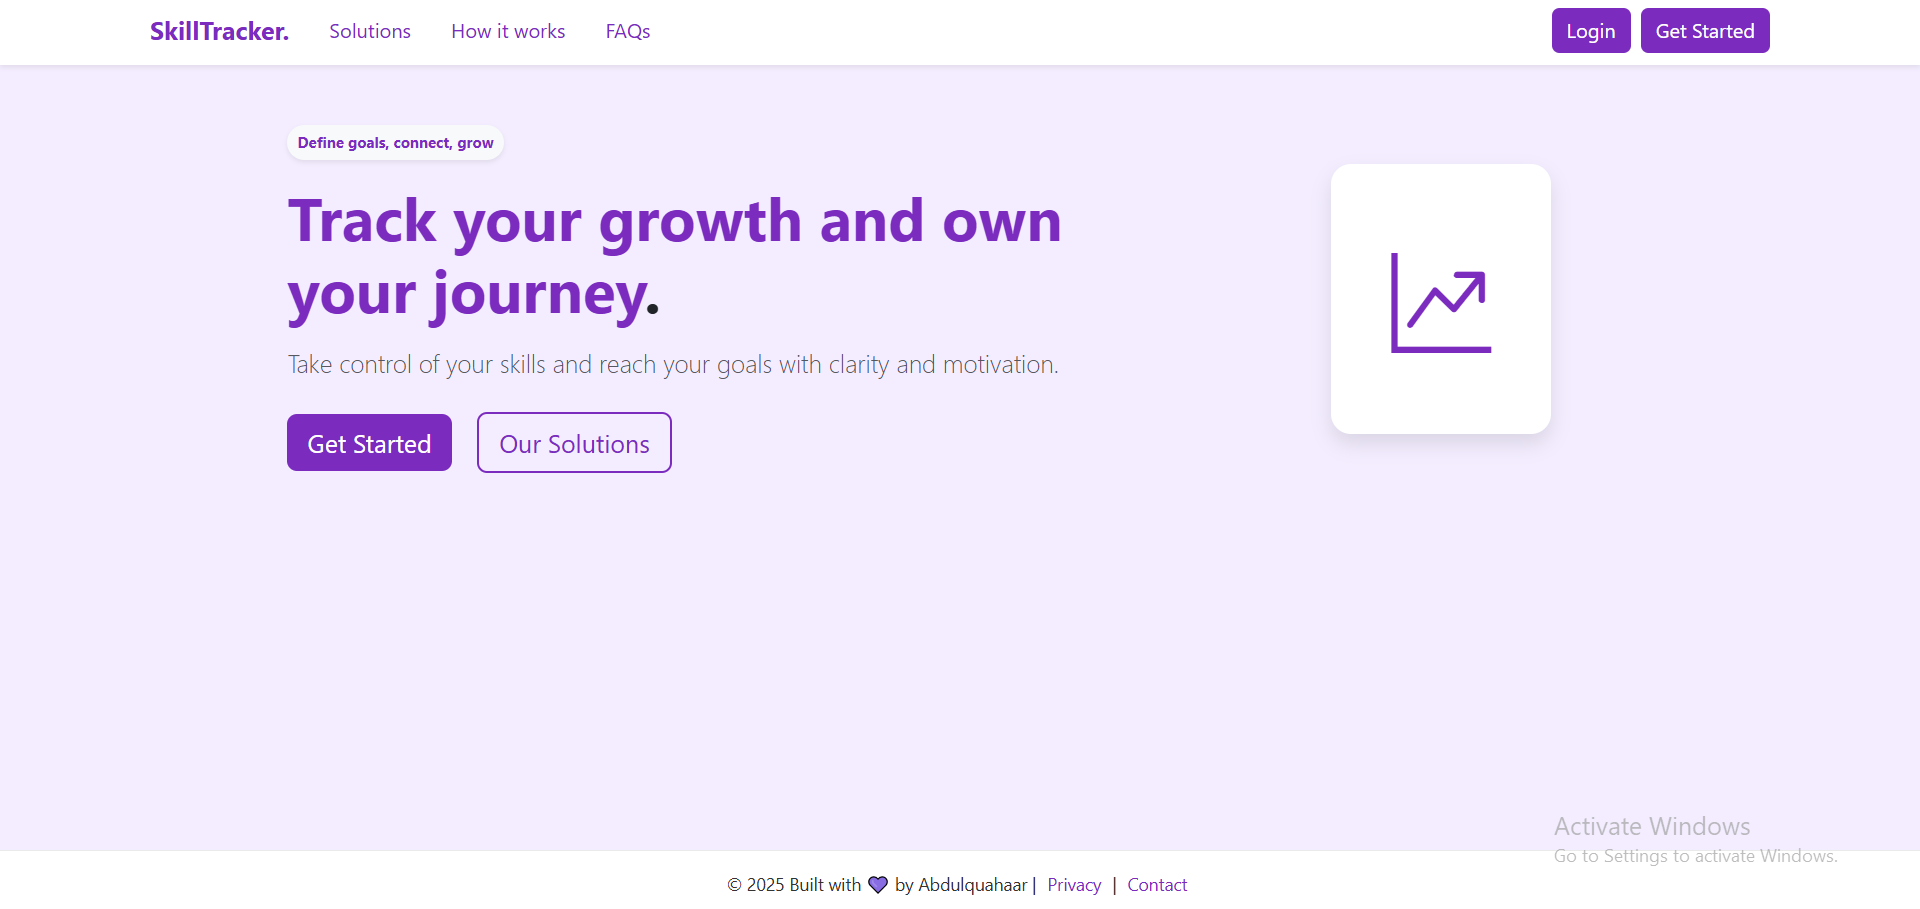 SkillTracker. Solutions How it works FAQs Login Get Started
Define goals, connect, grow
Track your growth and own
your journey.
Take control of your skills and reach your goals with clarity and motivation.
Get Started Our Solutions
Activate Windows
Go to Settings to activate Windows.
© 2025 Built with 💜 by Abdulquahaar | Privacy | Contact